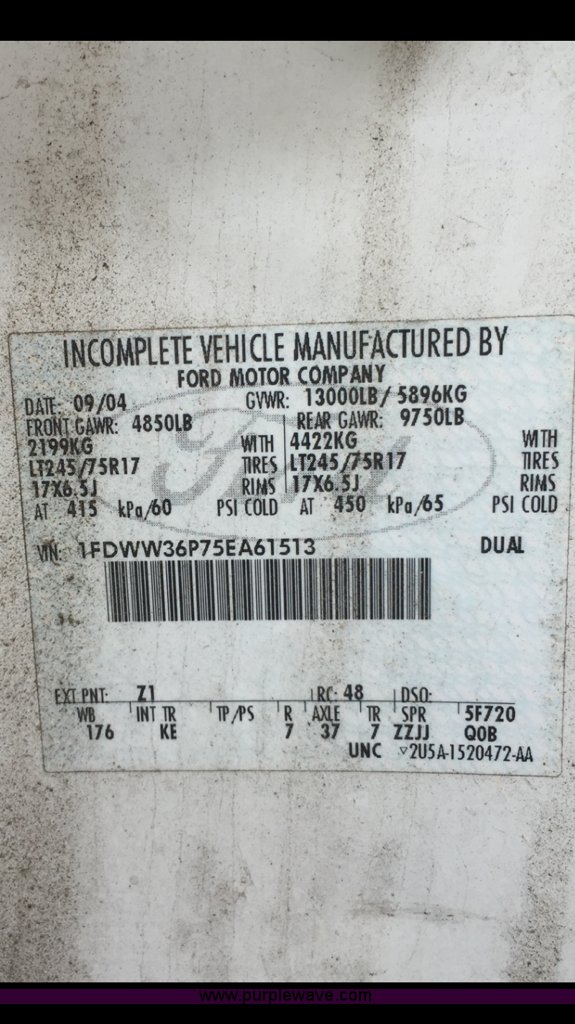 INCOMPLETE VEHICLE MANUFACTURED BY
FORD MOTOR COMPANY
DATE: 09/04 GVWR: 13000LB/ 5896KG
FRONT GAWR: 4850LB REAR GAWR: 9750LB
2199KG WITH 4422KG WITH
LT245/75R17 TIRES LT245/75R17 TIRES
17X6.5J RIMS 17X6.5J RIMS
AT 415 kPa/60 PSI COLD AT 450 kPa/65 PSI COLD
VIN: 1FDWW36P75EA61513 DUAL
EXT PNT: Z1 RC: 48 DSO:
WB INT TR TP/PS R AXLE TR SPR 5F720
176 KE 7 37 7 ZZJJ Q0B
UNC ▽2U5A-1520472-AA
www.purplewave.com